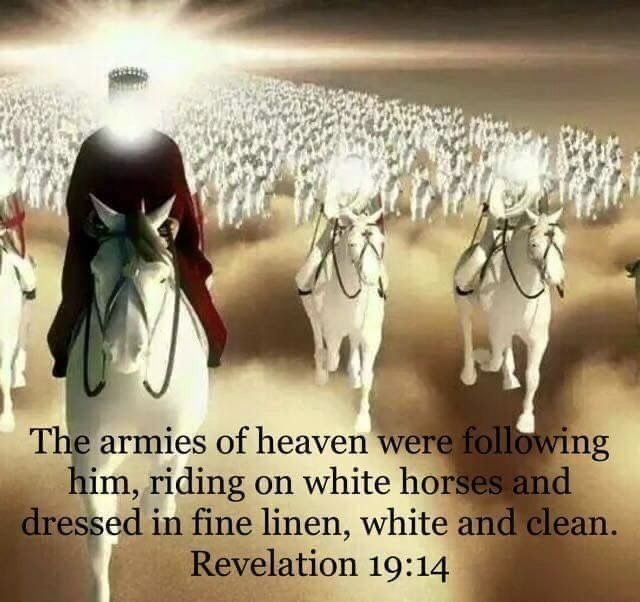 The armies of heaven were following
him, riding on white horses and
dressed in fine linen, white and clean.
Revelation 19:14